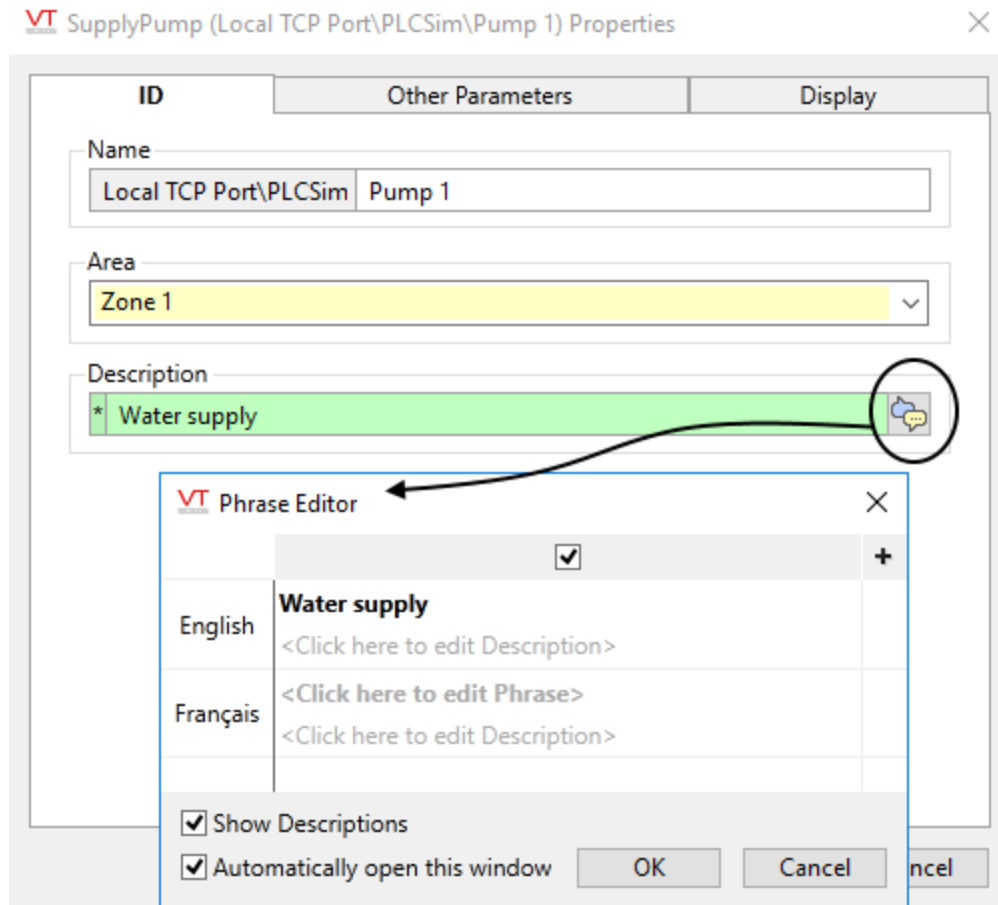 VT SupplyPump (Local TCP Port\PLCSim\Pump 1) Properties
ID Other Parameters Display
Name
Local TCP Port\PLCSim Pump 1
Area
Zone 1
Description
* Water supply
VT Phrase Editor
+
English
Water supply
<Click here to edit Description>
Français
<Click here to edit Phrase>
<Click here to edit Description>
Show Descriptions
Automatically open this window OK Cancel ncel